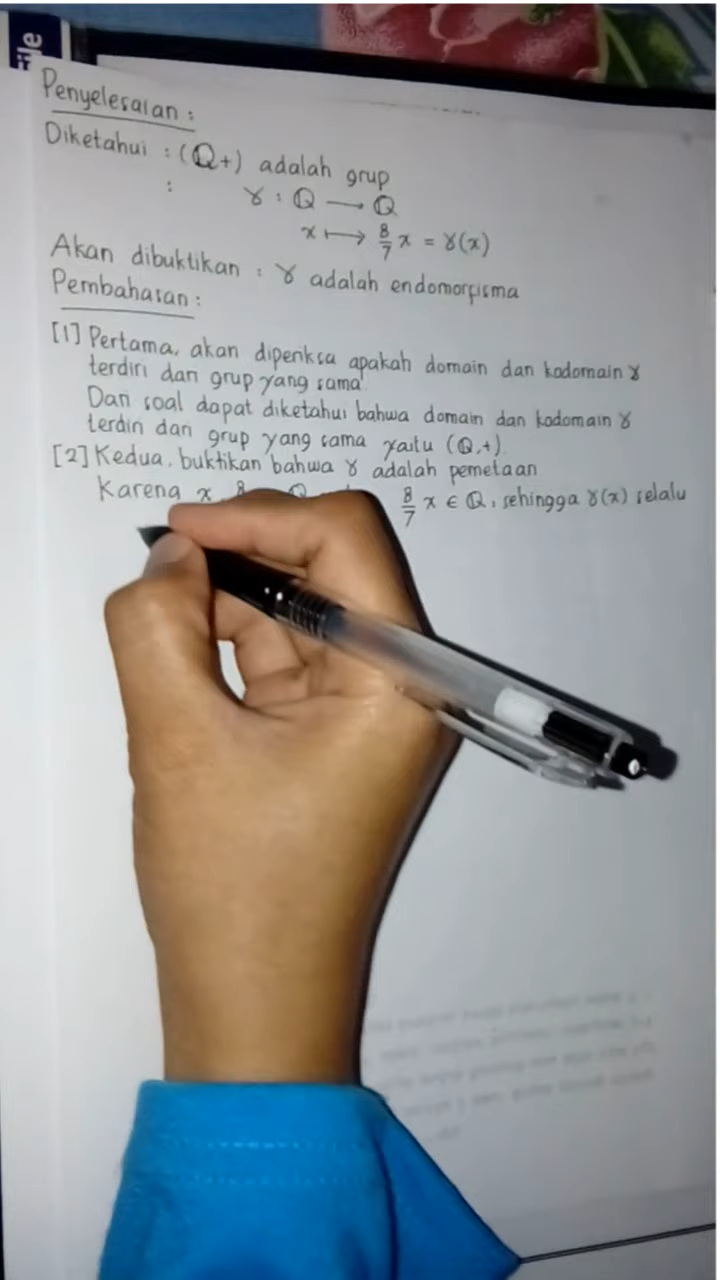 File
Penyelesaian :
Diketahui : (Q+) adalah grup
: γ : Q → Q
x ↦ 8/7 x = γ(x)
Akan dibuktikan : γ adalah endomorfisma
Pembahasan :
[1] Pertama, akan diperiksa apakah domain dan kodomain γ
terdiri dari grup yang sama
Dari soal dapat diketahui bahwa domain dan kodomain γ
terdiri dari grup yang sama yaitu (Q,+).
[2] Kedua, buktikan bahwa γ adalah pemetaan
Karena x 8/7 x ∈ Q, sehingga γ(x) selalu